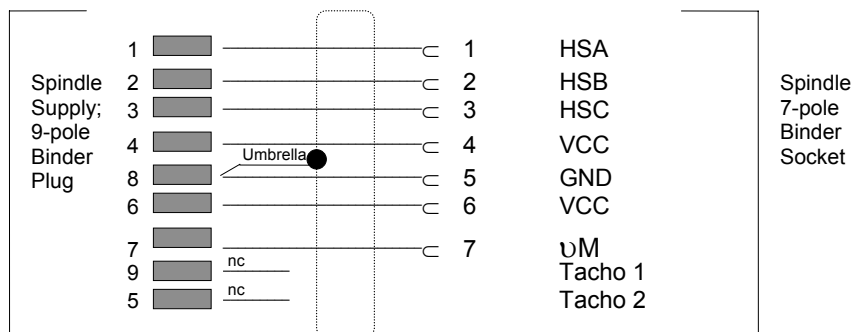 1 1 HSA
Spindle 2 2 HSB Spindle
Supply; 3 3 HSC 7-pole
9-pole 4 4 VCC Binder
Binder Umbrella Socket
Plug 8 5 GND
6 6 VCC
7 7 υM
9 nc Tacho 1
5 nc Tacho 2